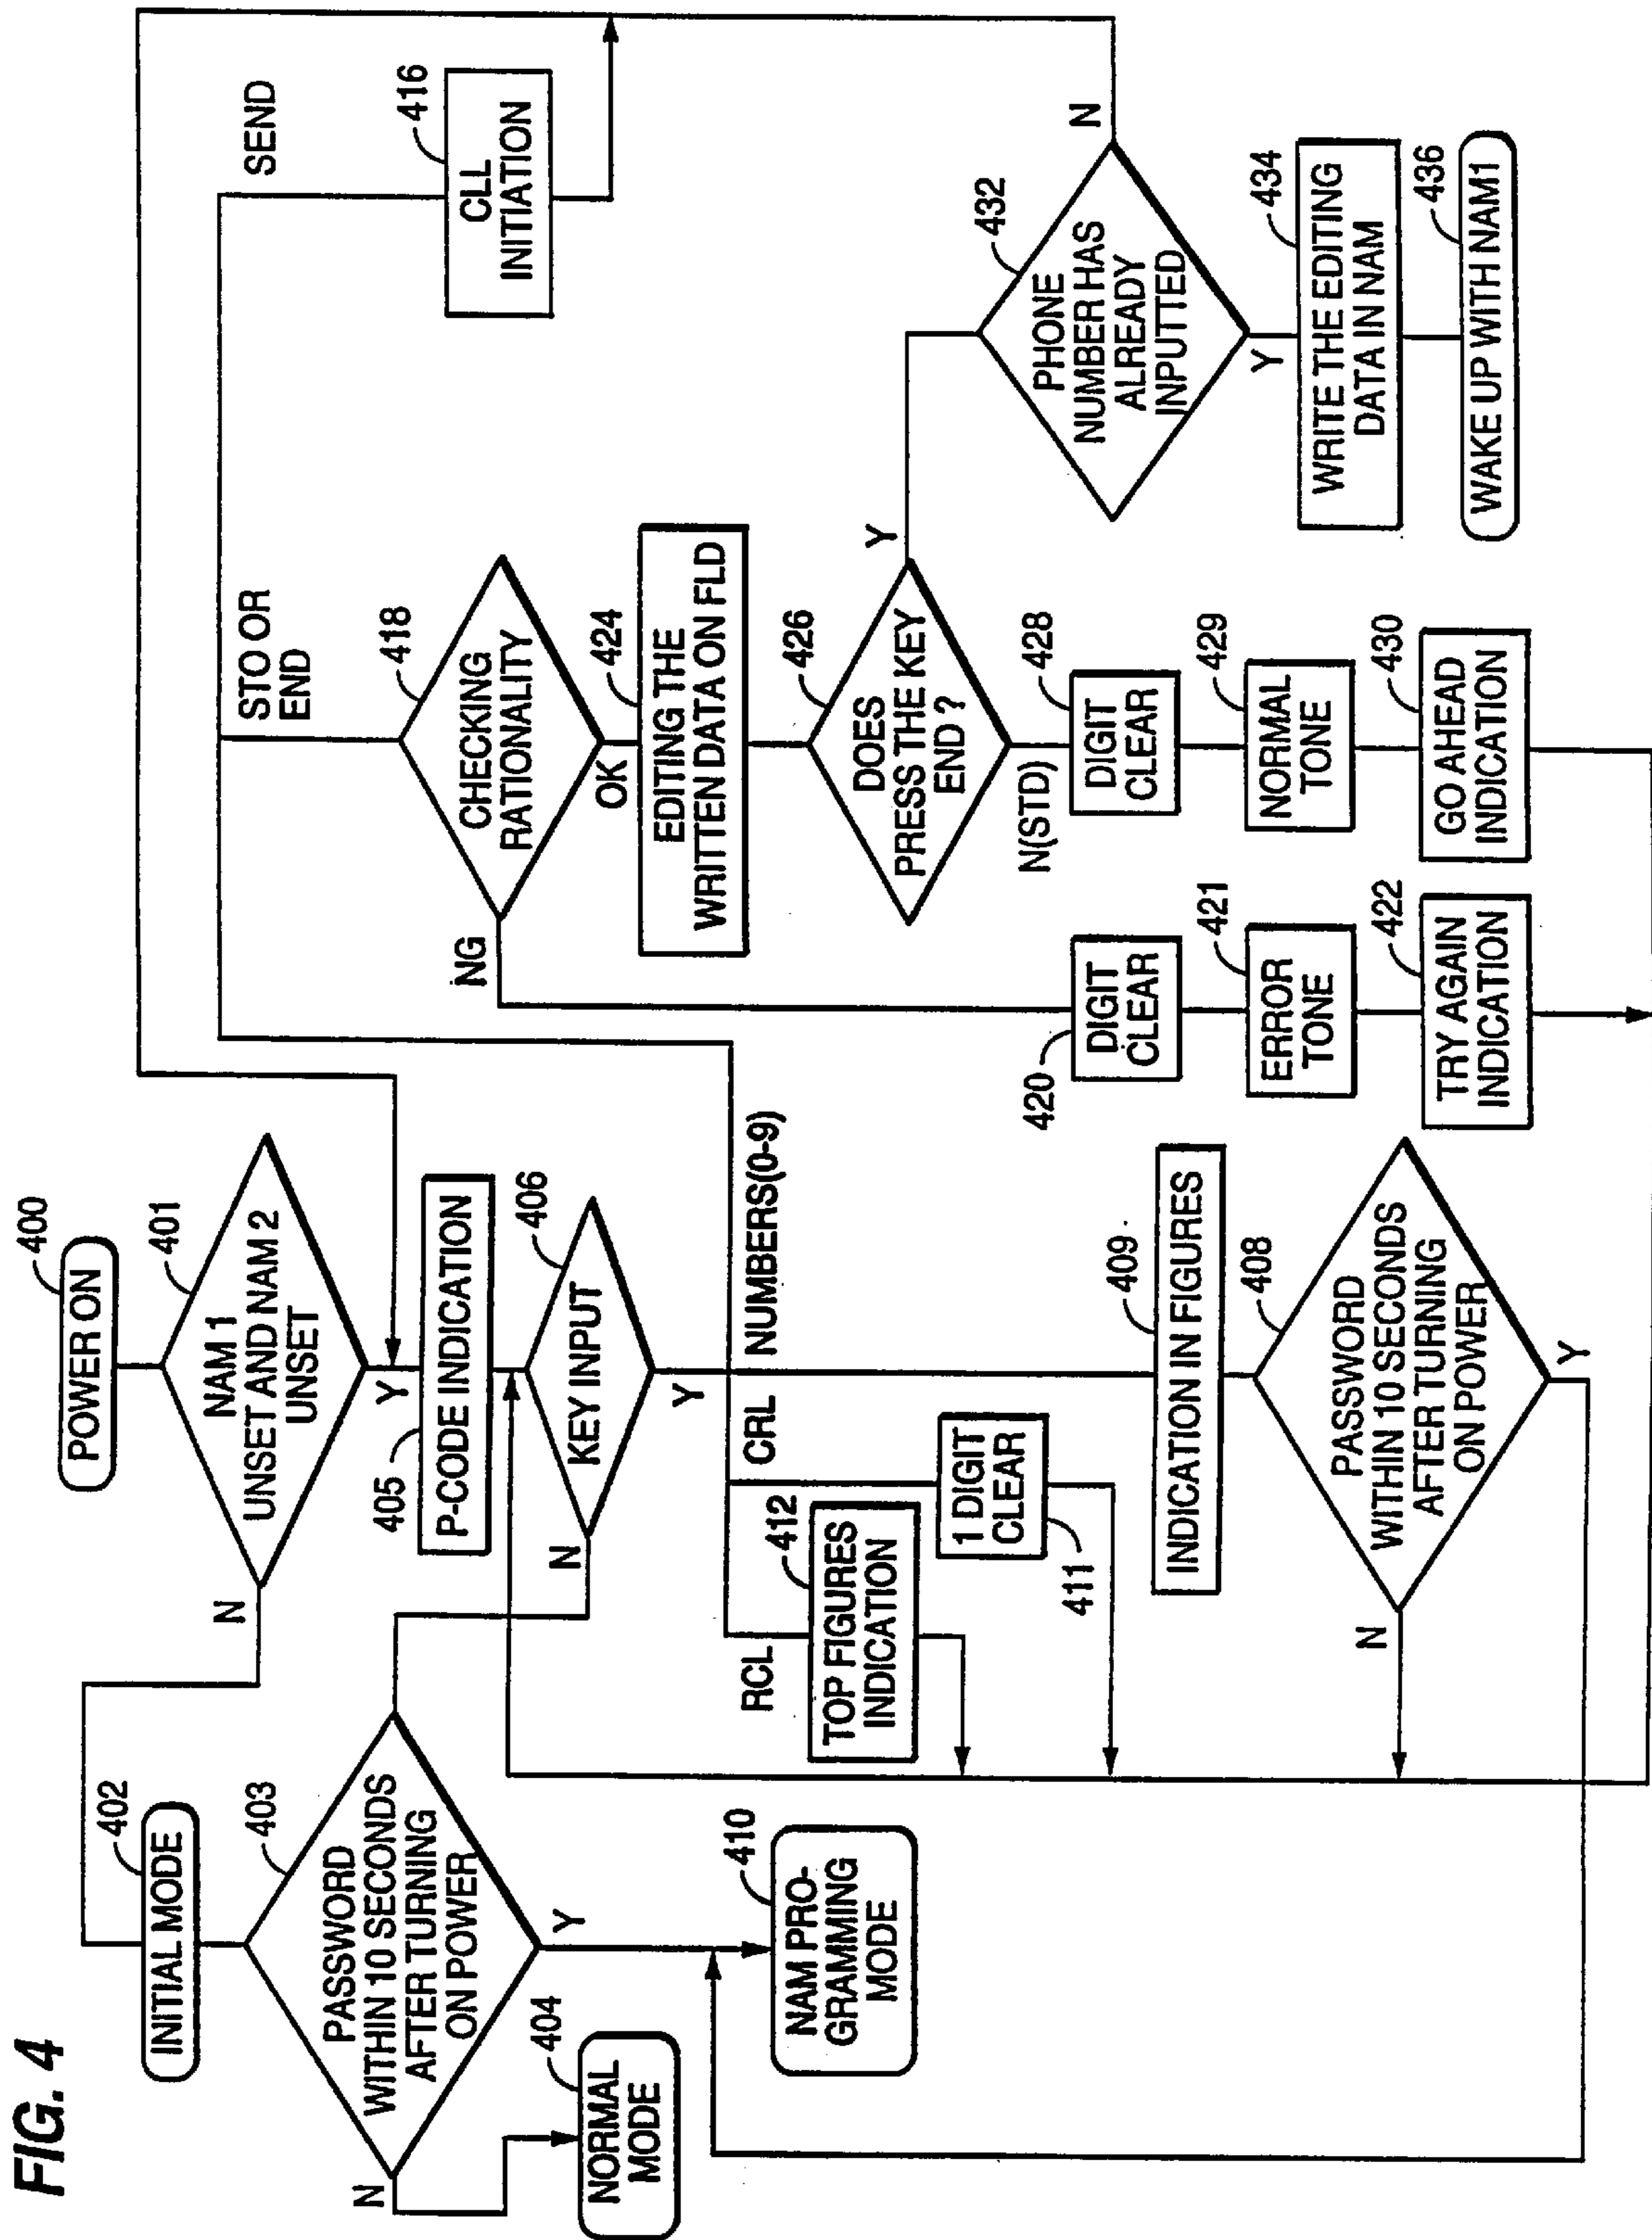 FIG. 4
POWER ON
400
NAM 1
UNSET AND NAM 2
UNSET
401
N
Y
INITIAL MODE
402
PASSWORD
WITHIN 10 SECONDS
AFTER TURNING
ON POWER
403
N
Y
NORMAL
MODE
404
P-CODE INDICATION
405
KEY INPUT
406
N
Y
NUMBERS(0-9)
CRL
RCL
TOP FIGURES
INDICATION
412
1 DIGIT
CLEAR
411
INDICATION IN FIGURES
409
PASSWORD
WITHIN 10 SECONDS
AFTER TURNING
ON POWER
408
N
Y
NAM PRO-
GRAMMING
MODE
410
SEND
CLL
INITIATION
416
STO OR
END
CHECKING
RATIONALITY
418
NG
OK
DIGIT
CLEAR
420
ERROR
TONE
421
TRY AGAIN
INDICATION
422
EDITING THE
WRITTEN DATA ON FLD
424
DOES
PRESS THE KEY
END ?
426
Y
N(STD)
DIGIT
CLEAR
428
NORMAL
TONE
429
GO AHEAD
INDICATION
430
PHONE
NUMBER HAS
ALREADY
INPUTTED
432
N
Y
WRITE THE EDITING
DATA IN NAM
434
WAKE UP WITH NAM1
436